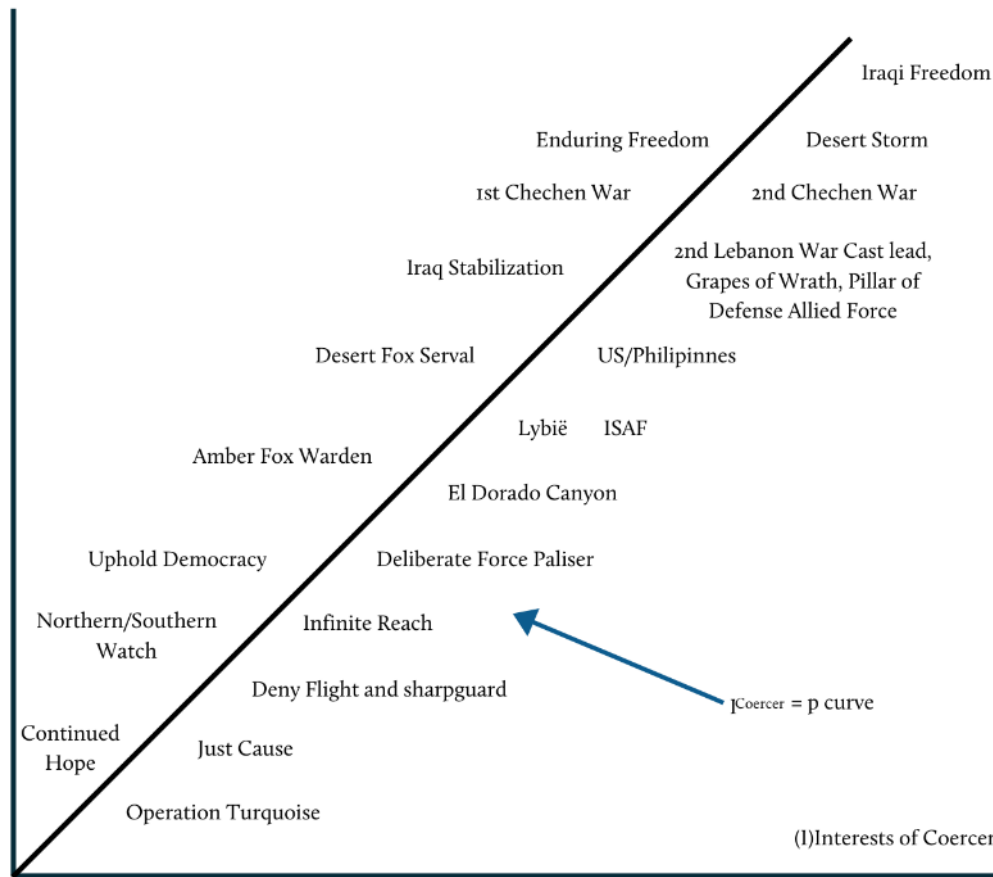 Iraqi Freedom
Enduring Freedom
Desert Storm
1st Chechen War
2nd Chechen War
Iraq Stabilization
2nd Lebanon War Cast lead,
Grapes of Wrath, Pillar of
Defense Allied Force
Desert Fox Serval
US/Philipinnes
Lybië
ISAF
Amber Fox Warden
El Dorado Canyon
Uphold Democracy
Deliberate Force Paliser
Northern/Southern
Watch
Infinite Reach
Deny Flight and sharpguard
ICoercer = p curve
Continued
Hope
Just Cause
Operation Turquoise
(I)Interests of Coercer